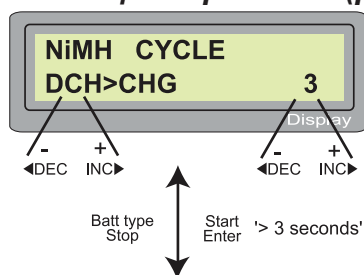 NiMH CYCLE
DCH>CHG 3
Display
- + - +
◀DEC INC▶ ◀DEC INC▶
Batt type Start '> 3 seconds'
Stop Enter